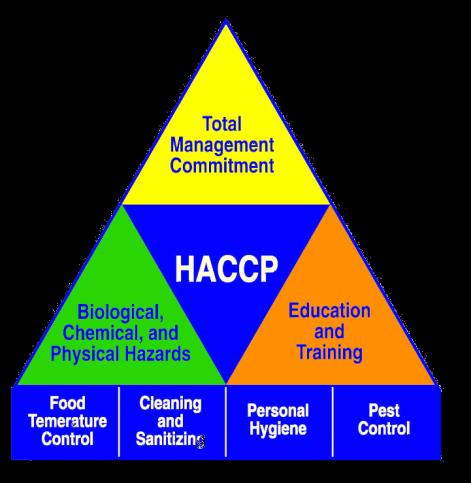 Total
Management
Commitment
HACCP
Biological,
Chemical, and
Physical Hazards
Education
and
Training
Food
Temerature
Control
Cleaning
and
Sanitizing
Personal
Hygiene
Pest
Control